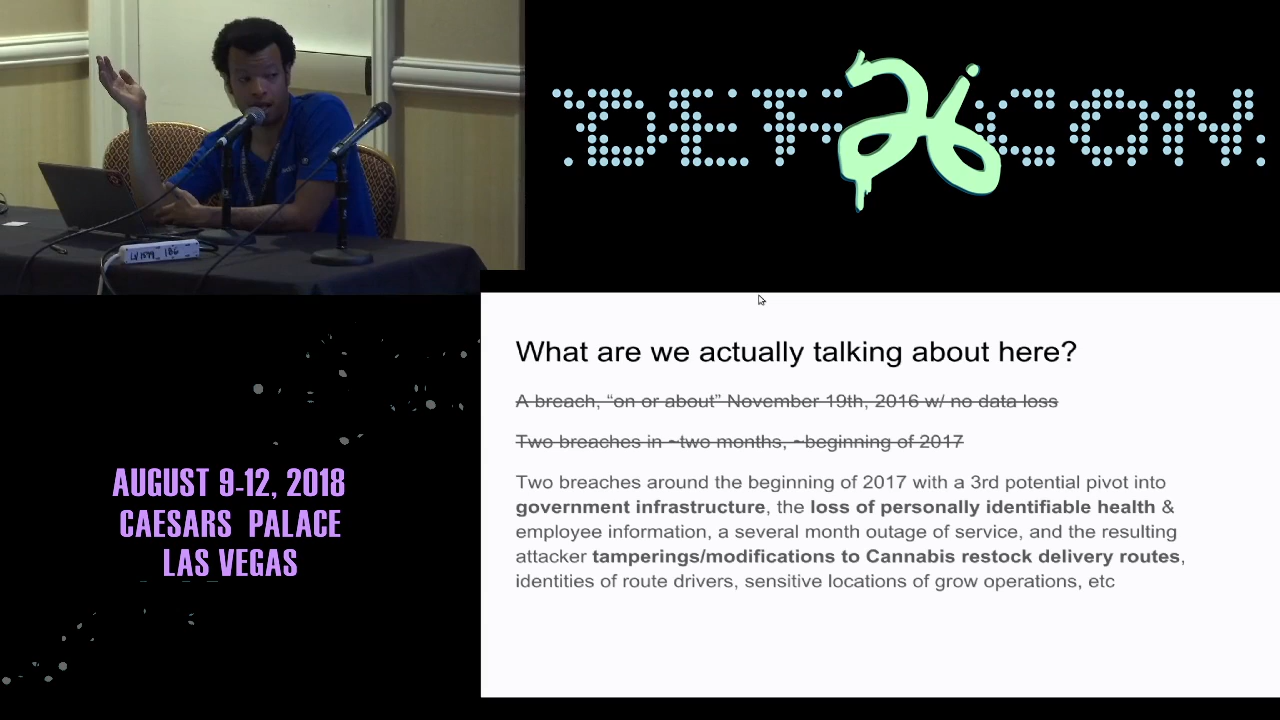 DEF 26 CON
What are we actually talking about here?
A breach, “on or about” November 19th, 2016 w/ no data loss
Two breaches in ~two months, ~beginning of 2017
Two breaches around the beginning of 2017 with a 3rd potential pivot into
government infrastructure, the loss of personally identifiable health &
employee information, a several month outage of service, and the resulting
attacker tamperings/modifications to Cannabis restock delivery routes,
identities of route drivers, sensitive locations of grow operations, etc
AUGUST 9-12, 2018
CAESARS PALACE
LAS VEGAS